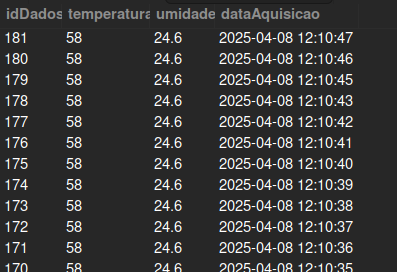 idDados temperatura umidade dataAquisicao
181 58 24.6 2025-04-08 12:10:47
180 58 24.6 2025-04-08 12:10:46
179 58 24.6 2025-04-08 12:10:45
178 58 24.6 2025-04-08 12:10:43
177 58 24.6 2025-04-08 12:10:42
176 58 24.6 2025-04-08 12:10:41
175 58 24.6 2025-04-08 12:10:40
174 58 24.6 2025-04-08 12:10:39
173 58 24.6 2025-04-08 12:10:38
172 58 24.6 2025-04-08 12:10:37
171 58 24.6 2025-04-08 12:10:36
170 58 24.6 2025-04-08 12:10:35